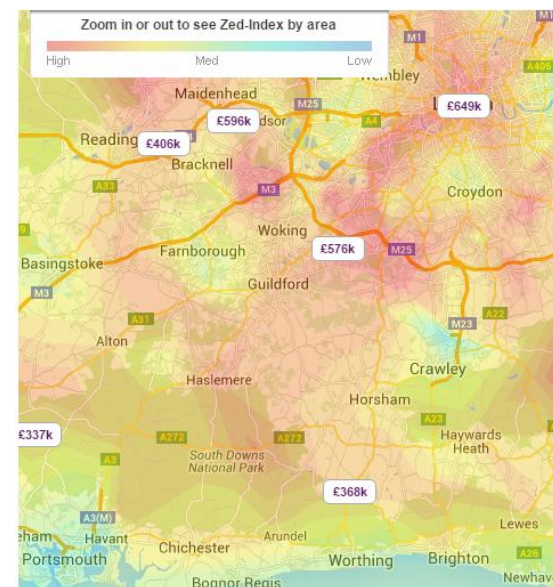 Zoom in or out to see Zed-Index by area
High Med Low
M1
A406
Wembley
Maidenhead
M25
£649k
£596k
A4
Reading
£406k
Bracknell
A33
M3
Croydon
Woking
£576k
M25
Farnborough
Basingstoke
Guildford
M3
A31
M23
A22
Alton
Crawley
Haslemere
Horsham
A23
£337k
A272
A272
Haywards
Heath
A3
South Downs
National Park
£368k
A3(M)
Havant
Lewes
Arundel
Chichester
Portsmouth
Worthing
Brighton
A26
Bognor Regis